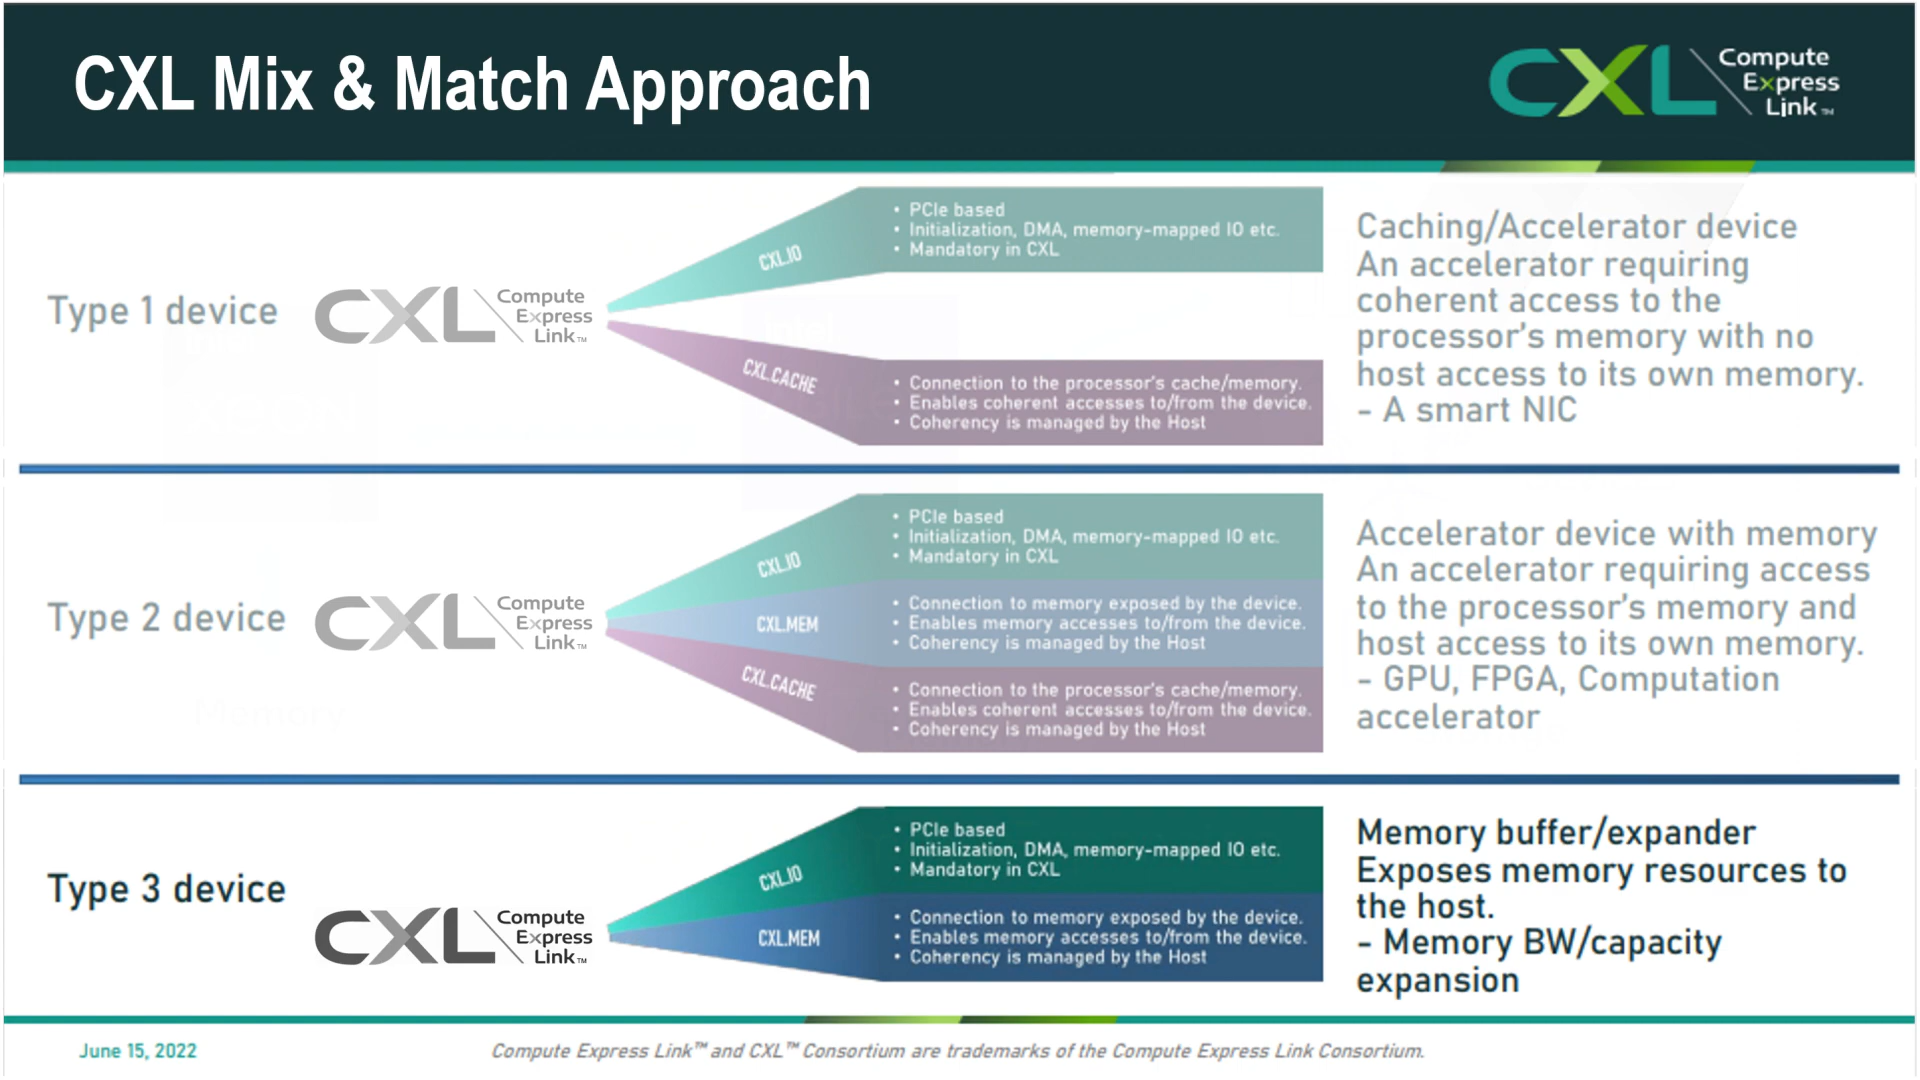 CXL Mix & Match Approach
CXL Compute
Express
Link™
Type 1 device
CXL Compute
Express
Link™
CXL.IO
• PCIe based
• Initialization, DMA, memory-mapped IO etc.
• Mandatory in CXL
CXL.CACHE
• Connection to the processor's cache/memory.
• Enables coherent accesses to/from the device.
• Coherency is managed by the Host
Caching/Accelerator device
An accelerator requiring
coherent access to the
processor's memory with no
host access to its own memory.
- A smart NIC
Type 2 device
CXL Compute
Express
Link™
CXL.IO
• PCIe based
• Initialization, DMA, memory-mapped IO etc.
• Mandatory in CXL
CXL.MEM
• Connection to memory exposed by the device.
• Enables memory accesses to/from the device.
• Coherency is managed by the Host
CXL.CACHE
• Connection to the processor's cache/memory.
• Enables coherent accesses to/from the device.
• Coherency is managed by the Host
Accelerator device with memory
An accelerator requiring access
to the processor's memory and
host access to its own memory.
- GPU, FPGA, Computation
accelerator
Memory
Type 3 device
CXL Compute
Express
Link™
CXL.IO
• PCIe based
• Initialization, DMA, memory-mapped IO etc.
• Mandatory in CXL
CXL.MEM
• Connection to memory exposed by the device.
• Enables memory accesses to/from the device.
• Coherency is managed by the Host
Memory buffer/expander
Exposes memory resources to
the host.
- Memory BW/capacity
expansion
June 15, 2022
Compute Express Link™ and CXL™ Consortium are trademarks of the Compute Express Link Consortium.